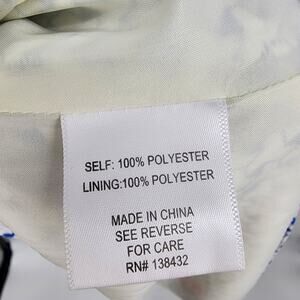 SELF: 100% POLYESTER
LINING:100% POLYESTER
MADE IN CHINA
SEE REVERSE
FOR CARE
RN# 138432